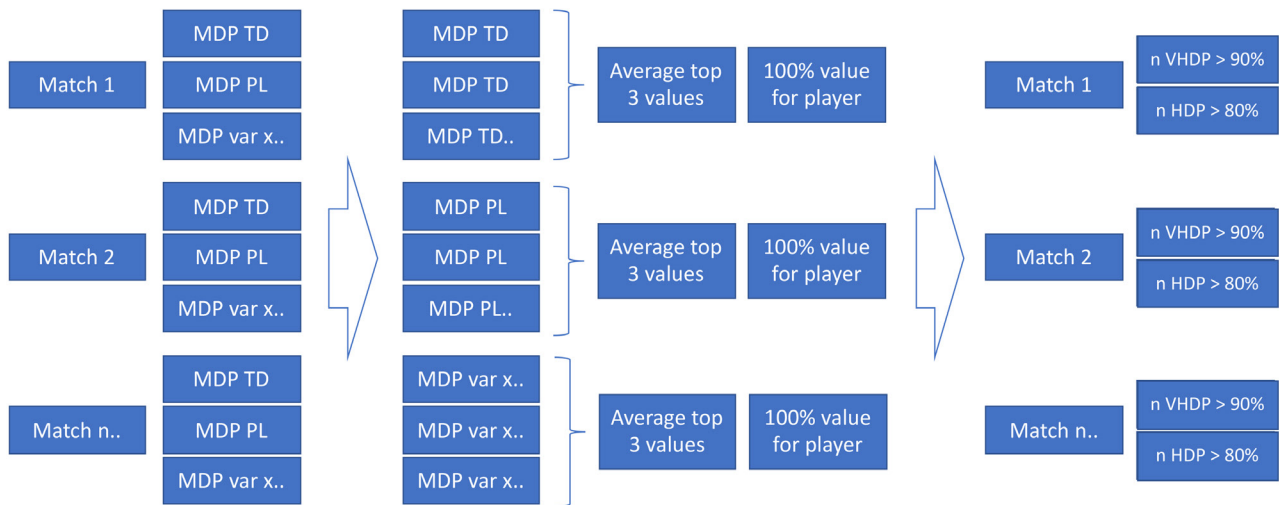 Match 1
MDP TD
MDP PL
MDP var x..
Match 2
MDP TD
MDP PL
MDP var x..
Match n..
MDP TD
MDP PL
MDP var x..
MDP TD
MDP TD
MDP TD..
Average top
3 values
100% value
for player
MDP PL
MDP PL
MDP PL..
Average top
3 values
100% value
for player
MDP var x..
MDP var x..
MDP var x..
Average top
3 values
100% value
for player
Match 1
n VHDP > 90%
n HDP > 80%
Match 2
n VHDP > 90%
n HDP > 80%
Match n..
n VHDP > 90%
n HDP > 80%